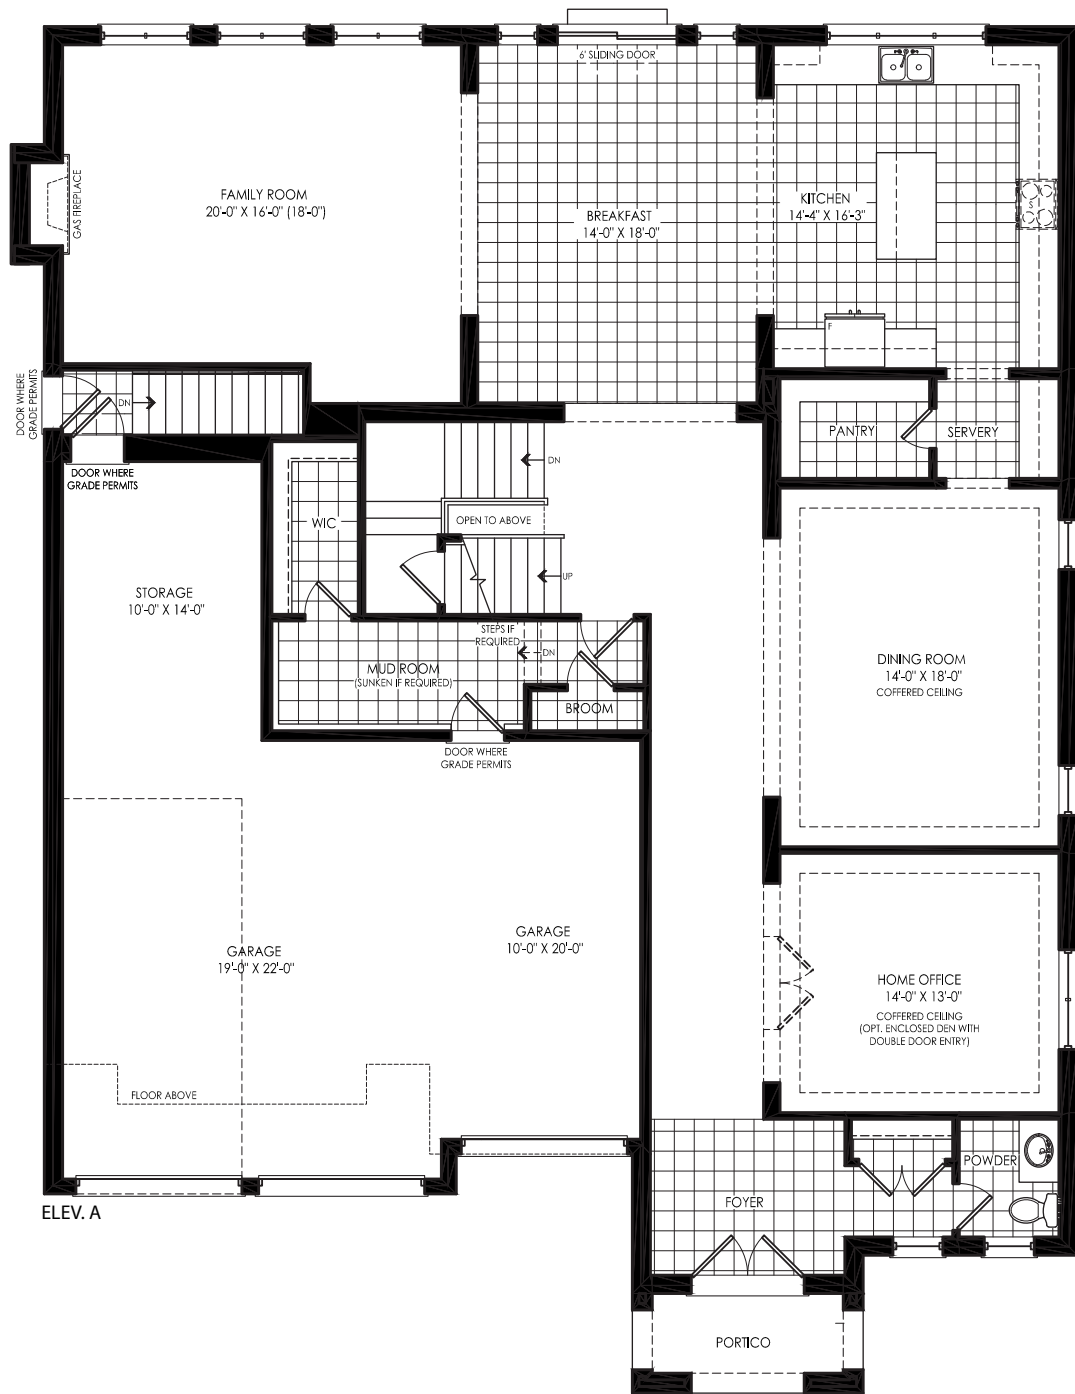 6' SLIDING DOOR
FAMILY ROOM
20'-0" X 16'-0" (18'-0")
GAS FIREPLACE
BREAKFAST
14'-0" X 18'-0"
KITCHEN
14'-4" X 16'-3"
S
F
DOOR WHERE
GRADE PERMITS
DN
DOOR WHERE
GRADE PERMITS
PANTRY
SERVERY
DN
WIC
OPEN TO ABOVE
UP
STORAGE
10'-0" X 14'-0"
STEPS IF
REQUIRED
DN
MUD ROOM
(SUNKEN IF REQUIRED)
BROOM
DINING ROOM
14'-0" X 18'-0"
COFFERED CEILING
DOOR WHERE
GRADE PERMITS
GARAGE
19'-0" X 22'-0"
GARAGE
10'-0" X 20'-0"
HOME OFFICE
14'-0" X 13'-0"
COFFERED CEILING
(OPT. ENCLOSED DEN WITH
DOUBLE DOOR ENTRY)
FLOOR ABOVE
POWDER
FOYER
ELEV. A
PORTICO